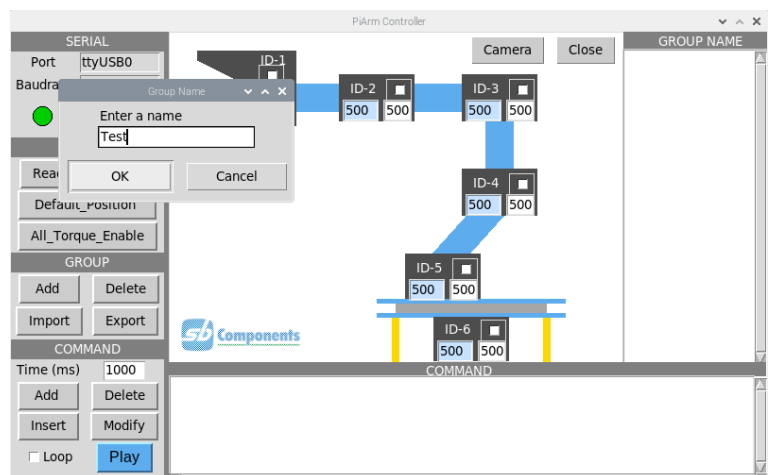 PiArm Controller
SERIAL
Port ttyUSB0
Group Name
Enter a name
Test
OK Cancel
Default_Position
All_Torque_Enable
GROUP
Add Delete
Import Export
COMMAND
Time (ms) 1000
Add Delete
Insert Modify
Loop Play
Camera Close
ID-1
ID-2
500 500
ID-3
500 500
ID-4
500 500
ID-5
500 500
ID-6
500 500
sb Components
GROUP NAME
COMMAND